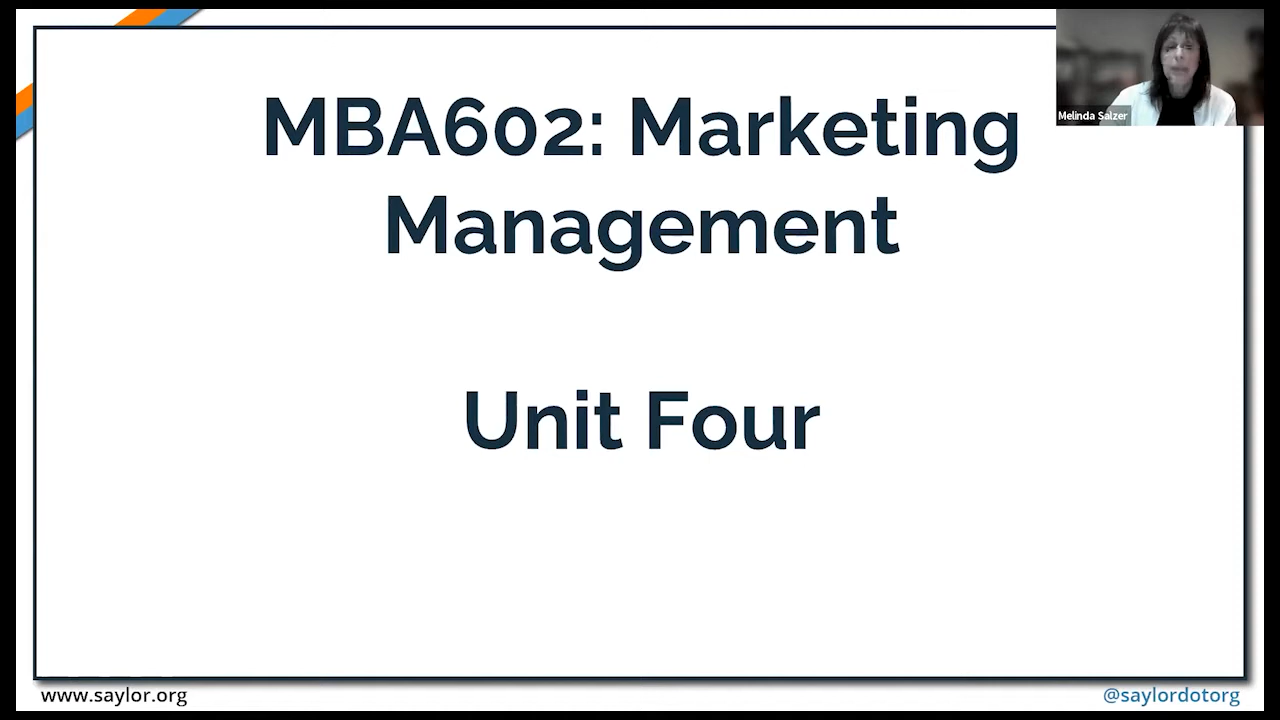 MBA602: Marketing
Management
Unit Four
Melinda Salzer
www.saylor.org
@saylordotorg